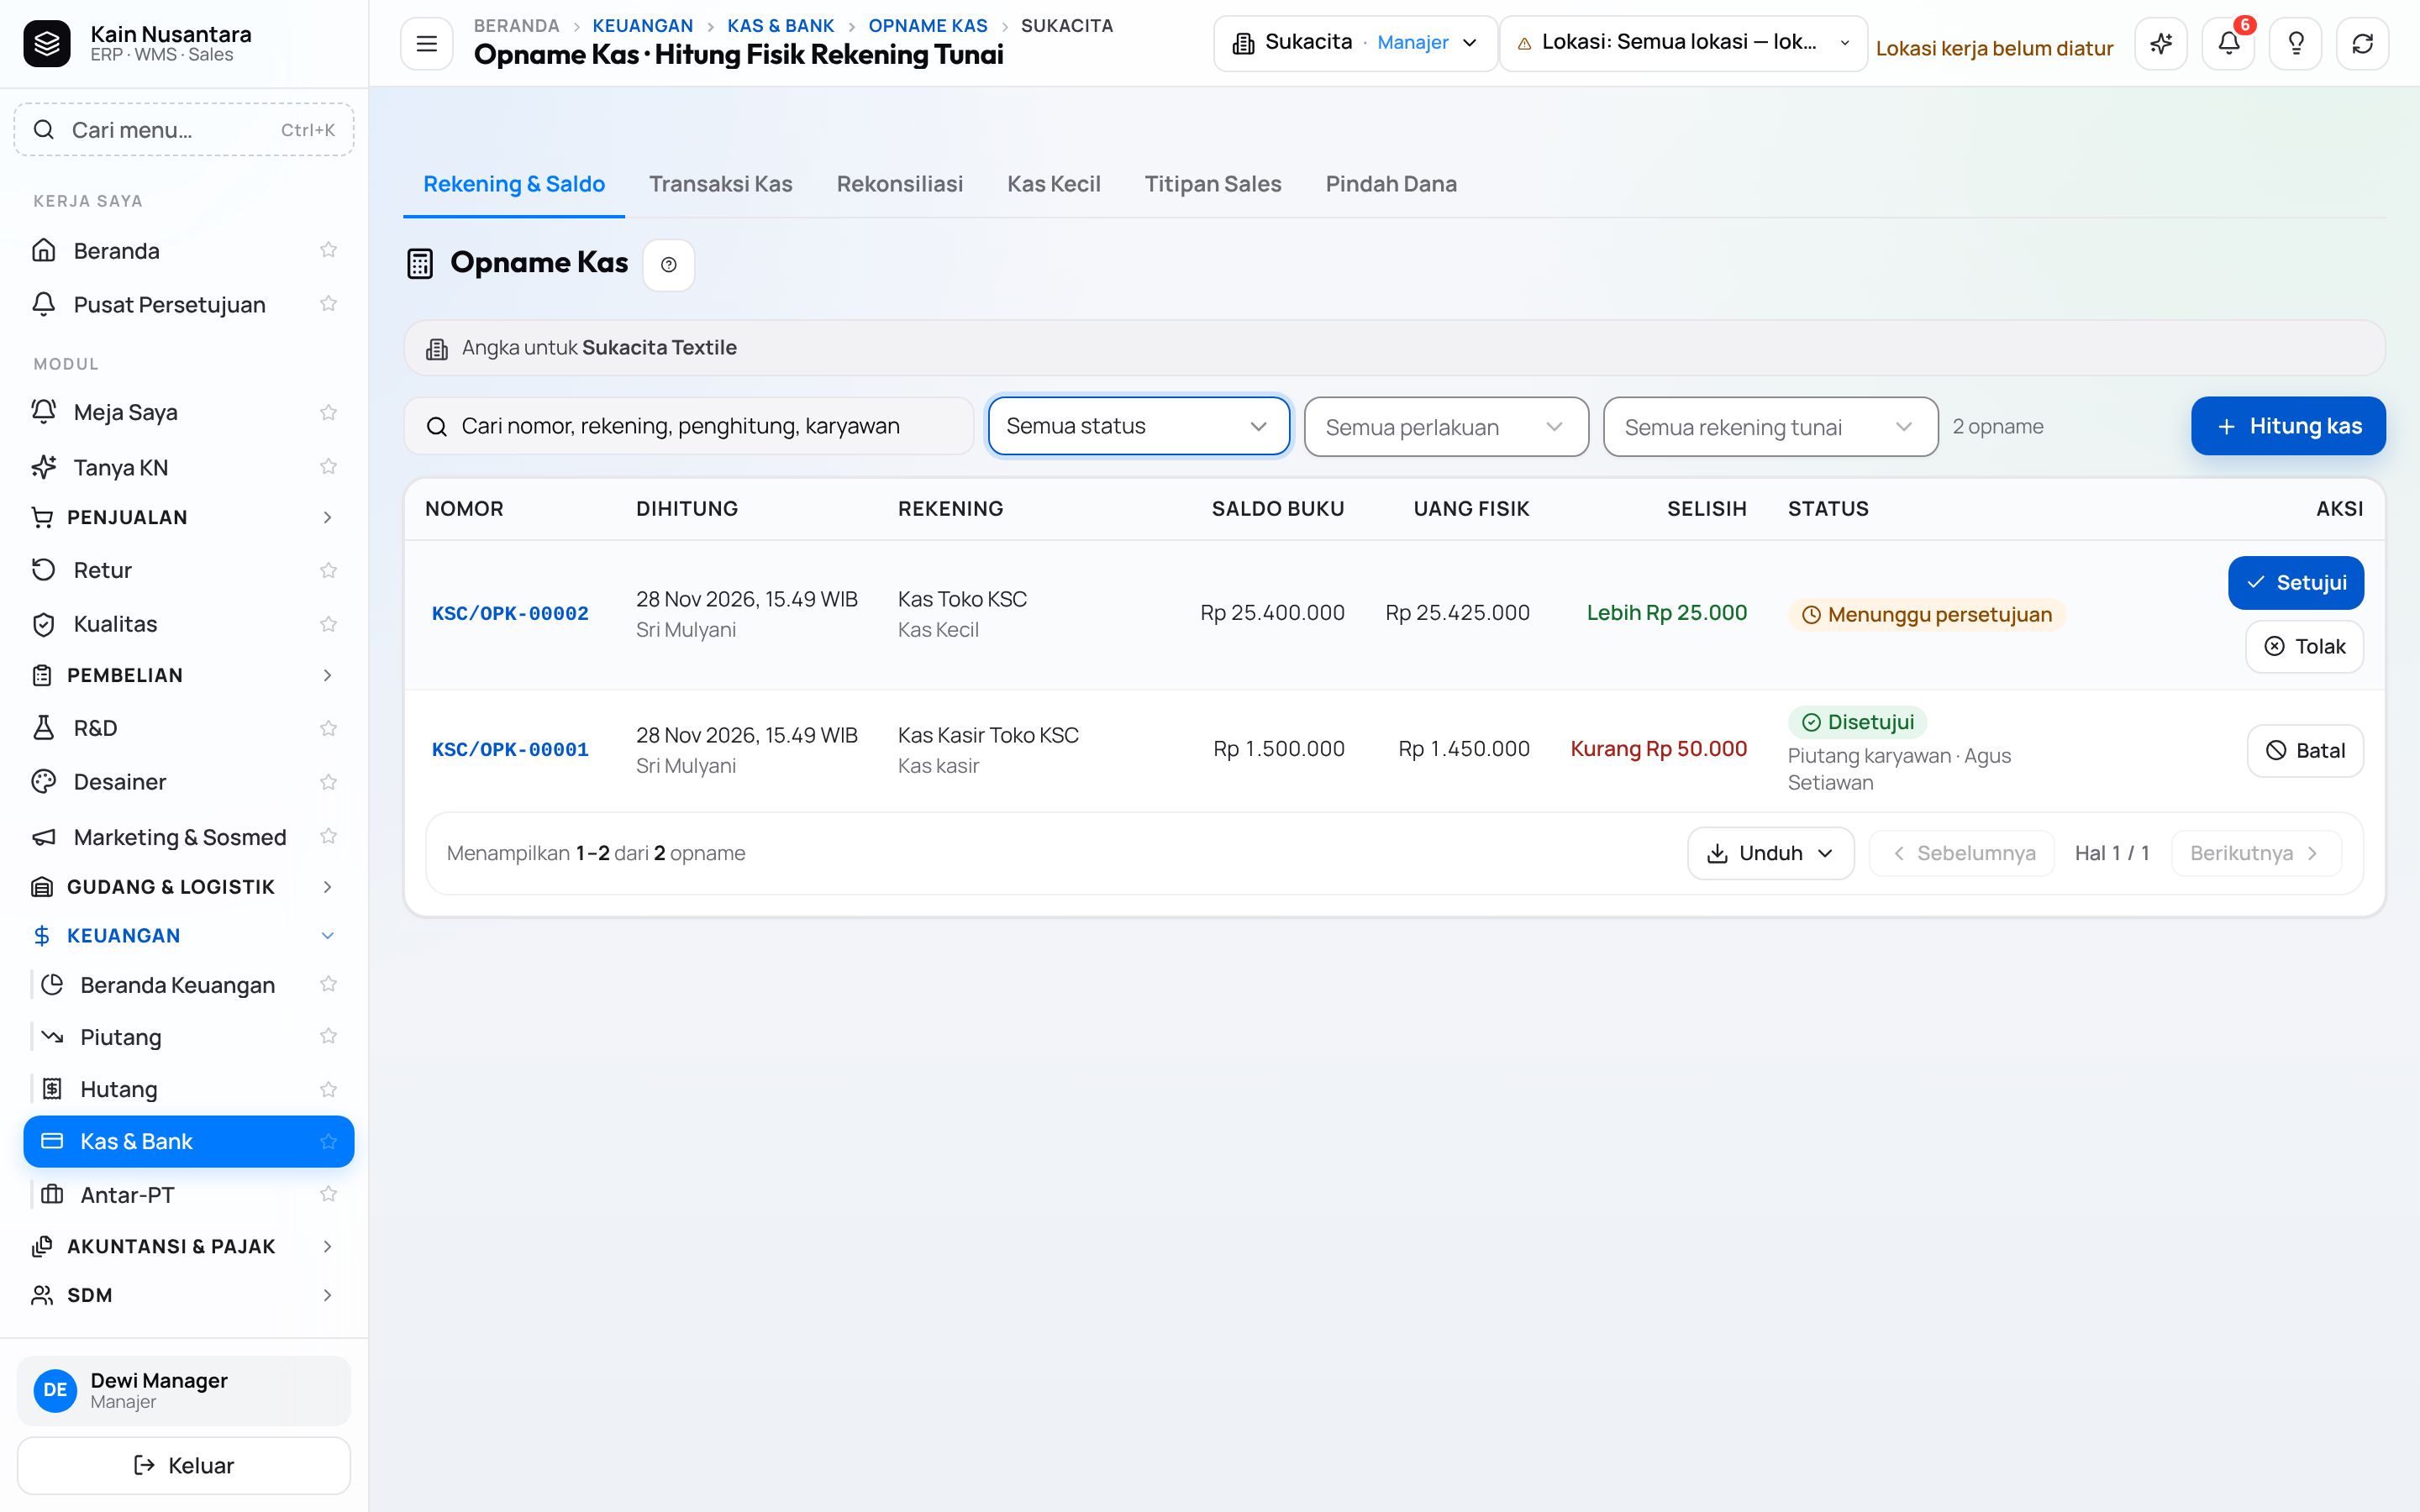 Kain Nusantara
ERP · WMS · Sales
Cari menu... Ctrl+K
KERJA SAYA
Beranda
Pusat Persetujuan
MODUL
Meja Saya
Tanya KN
PENJUALAN
Retur
Kualitas
PEMBELIAN
R&D
Desainer
Marketing & Sosmed
GUDANG & LOGISTIK
KEUANGAN
Beranda Keuangan
Piutang
Hutang
Kas & Bank
Antar-PT
AKUNTANSI & PAJAK
SDM
DE
Dewi Manager
Manajer
Keluar
BERANDA > KEUANGAN > KAS & BANK > OPNAME KAS > SUKACITA
Opname Kas · Hitung Fisik Rekening Tunai
Sukacita · Manajer
Lokasi: Semua lokasi — lok...
Lokasi kerja belum diatur
6
Rekening & Saldo Transaksi Kas Rekonsiliasi Kas Kecil Titipan Sales Pindah Dana
Opname Kas
Angka untuk Sukacita Textile
Cari nomor, rekening, penghitung, karyawan Semua status Semua perlakuan Semua rekening tunai 2 opname + Hitung kas
NOMOR DIHITUNG REKENING SALDO BUKU UANG FISIK SELISIH STATUS AKSI
KSC/OPK-00002 28 Nov 2026, 15.49 WIB Kas Toko KSC Rp 25.400.000 Rp 25.425.000 Lebih Rp 25.000 Menunggu persetujuan Setujui
Sri Mulyani Kas Kecil Tolak
KSC/OPK-00001 28 Nov 2026, 15.49 WIB Kas Kasir Toko KSC Rp 1.500.000 Rp 1.450.000 Kurang Rp 50.000 Disetujui Batal
Sri Mulyani Kas kasir Piutang karyawan · Agus
Setiawan
Menampilkan 1–2 dari 2 opname Unduh Sebelumnya Hal 1 / 1 Berikutnya